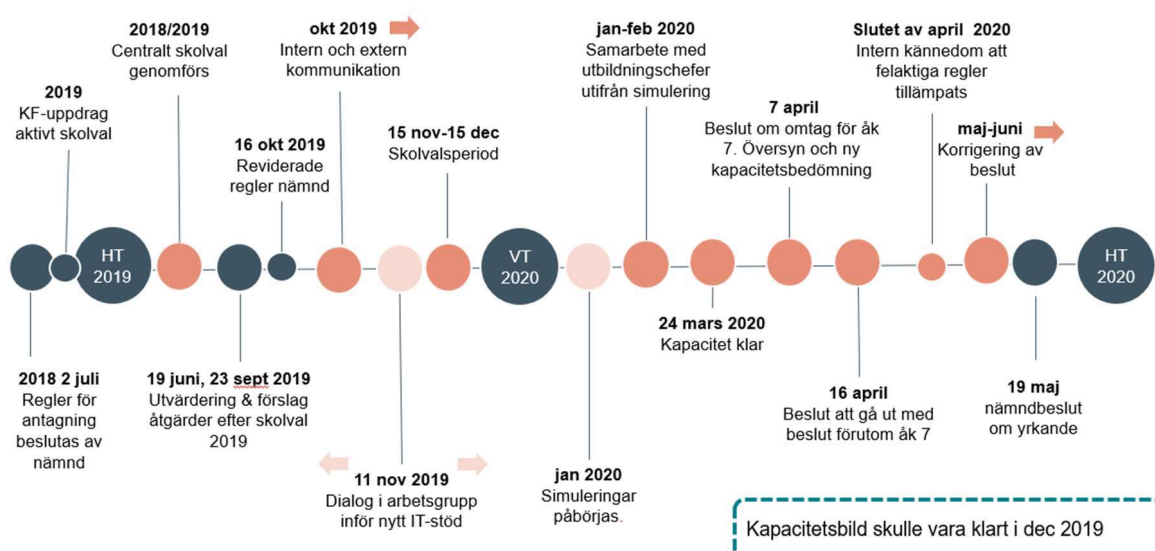 2019
KF-uppdrag
aktivt skolval
2018/2019
Centralt skolval
genomförs
16 okt 2019
Reviderade
regler nämnd
okt 2019
Intern och extern
kommunikation
15 nov-15 dec
Skolvalsperiod
jan-feb 2020
Samarbete med
utbildningschefer
utifrån simulering
7 april
Beslut om omtag för åk
7. Översyn och ny
kapacitetsbedömning
Slutet av april 2020
Intern kännedom att
felaktiga regler
tillämpats
maj-juni
Korrigering av
beslut
HT
2019
VT
2020
HT
2020
2018 2 juli
Regler för
antagning
beslutas av
nämnd
19 juni, 23 sept 2019
Utvärdering & förslag
åtgärder efter skolval
2019
11 nov 2019
Dialog i arbetsgrupp
inför nytt IT-stöd
jan 2020
Simuleringar
påbörjas.
24 mars 2020
Kapacitet klar
16 april
Beslut att gå ut med
beslut förutom åk 7
19 maj
nämndbeslut
om yrkande
Kapacitetsbild skulle vara klart i dec 2019